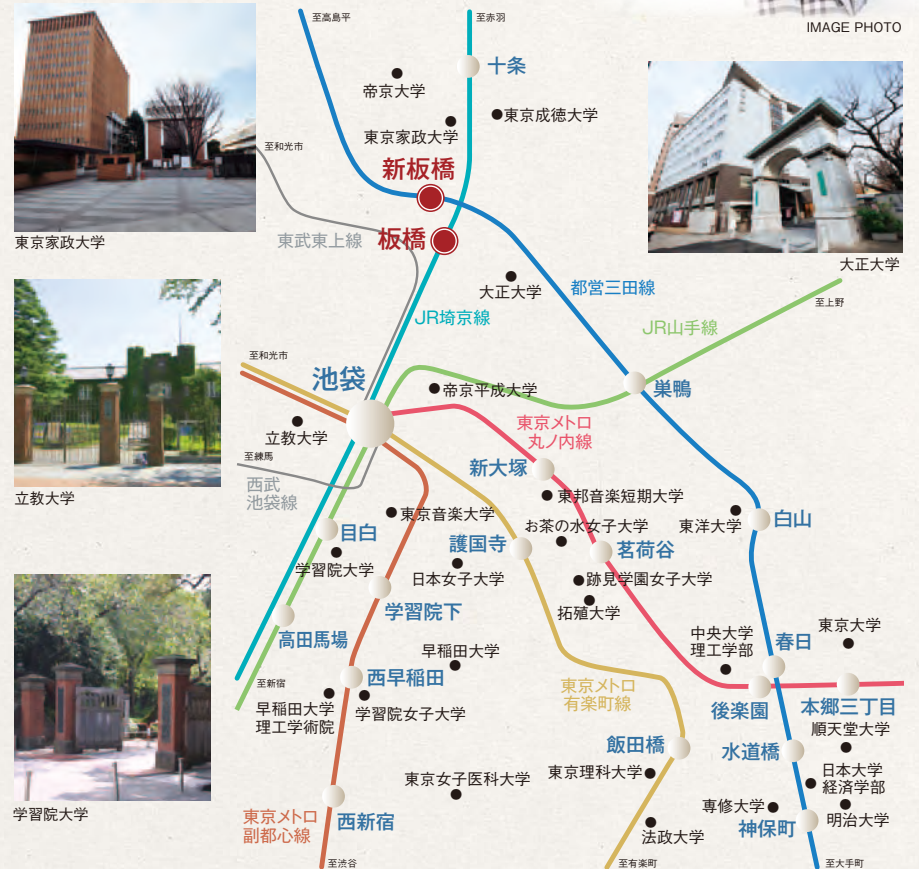 IMAGE PHOTO
至高島平
至赤羽
十条
帝京大学
東京成徳大学
東京家政大学
至和光市
新板橋
東京家政大学
東武東上線
板橋
大正大学
大正大学
都営三田線
至上野
JR埼京線
JR山手線
至和光市
池袋
帝京平成大学
巣鴨
立教大学
東京メトロ
丸ノ内線
至練馬
新大塚
西武
池袋線
立教大学
東邦音楽短期大学
東京音楽大学
お茶の水女子大学
東洋大学
白山
目白
護国寺
茗荷谷
学習院大学
日本女子大学
跡見学園女子大学
学習院下
拓殖大学
高田馬場
中央大学
理工学部
春日
東京大学
早稲田大学
西早稲田
至新宿
東京メトロ
有楽町線
早稲田大学
理工学術院
学習院女子大学
後楽園
本郷三丁目
順天堂大学
飯田橋
水道橋
東京理科大学
日本大学
経済学部
東京女子医科大学
専修大学
明治大学
学習院大学
東京メトロ
副都心線
西新宿
神保町
法政大学
至渋谷
至有楽町
至大手町